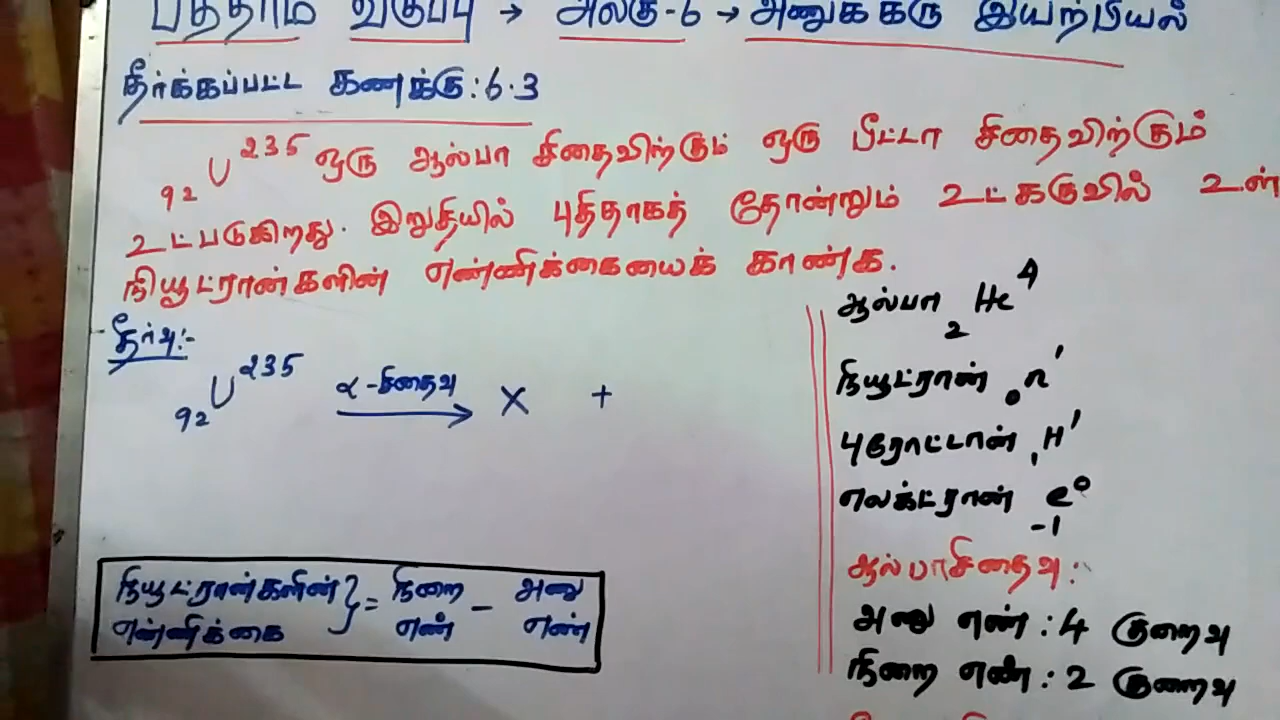 பத்தாம் வகுப்பு → அலகு-6 → அணுக்கரு இயற்பியல்
தீர்க்கப்பட்ட கணக்கு: 6.3
₉₂U²³⁵ ஒரு ஆல்பா சிதைவிற்கும் ஒரு பீட்டா சிதைவிற்கும்
உட்படுகிறது. இறுதியில் புதிதாகத் தோன்றும் உட்கருவில் உள்
நியூட்ரான்களின் எண்ணிக்கையைக் காண்க.
தீர்வு:-
₉₂U²³⁵ α-சிதைவு → X +
நியூட்ரான்களின் எண்ணிக்கை } = நிறை எண் - அணு எண்
ஆல்பா ₂He⁴
நியூட்ரான் ₀n¹
புரோட்டான் ₁H¹
எலக்ட்ரான் ₋₁e⁰
ஆல்பாசிதைவு:
அணு எண் : 4 குறைவு
நிறை எண் : 2 குறைவு